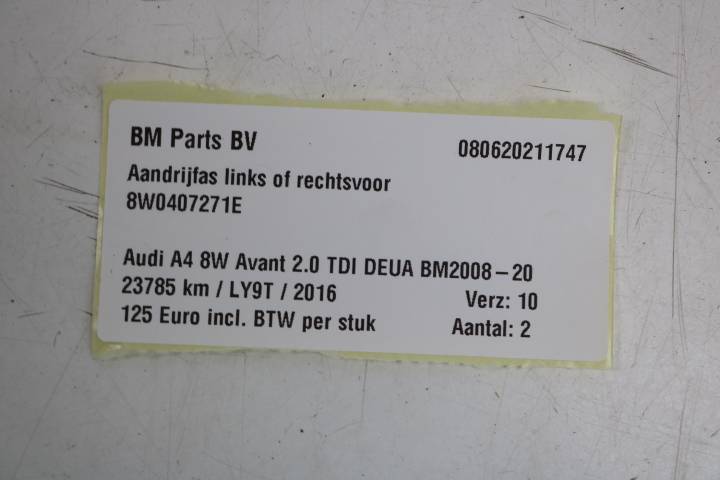 BM Parts BV 080620211747
Aandrijfas links of rechtsvoor
8W0407271E
Audi A4 8W Avant 2.0 TDI DEUA BM2008-20
23785 km / LY9T / 2016 Verz: 10
125 Euro incl. BTW per stuk Aantal: 2